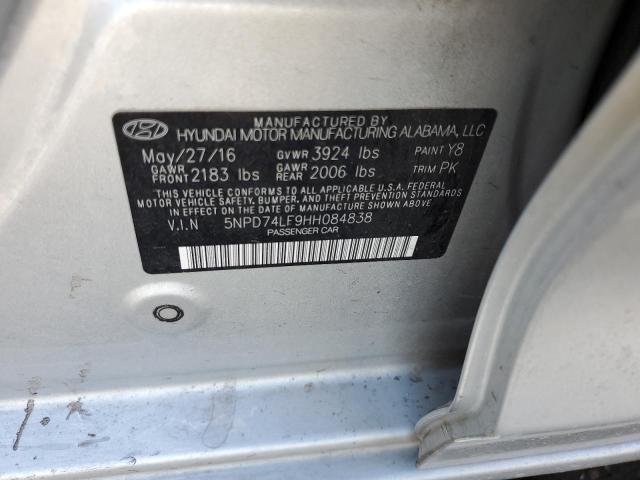 MANUFACTURED BY
HYUNDAI MOTOR MANUFACTURING ALABAMA, LLC
May/27/16 GVWR 3924 lbs PAINT Y8
GAWR FRONT 2183 lbs GAWR REAR 2006 lbs TRIM PK
THIS VEHICLE CONFORMS TO ALL APPLICABLE U.S.A. FEDERAL
MOTOR VEHICLE SAFETY, BUMPER, AND THEFT PREVENTION
STANDARDS IN EFFECT ON THE DATE OF MANUFACTURE SHOWN ABOVE.
V.I.N 5NPD74LF9HH084838
PASSENGER CAR